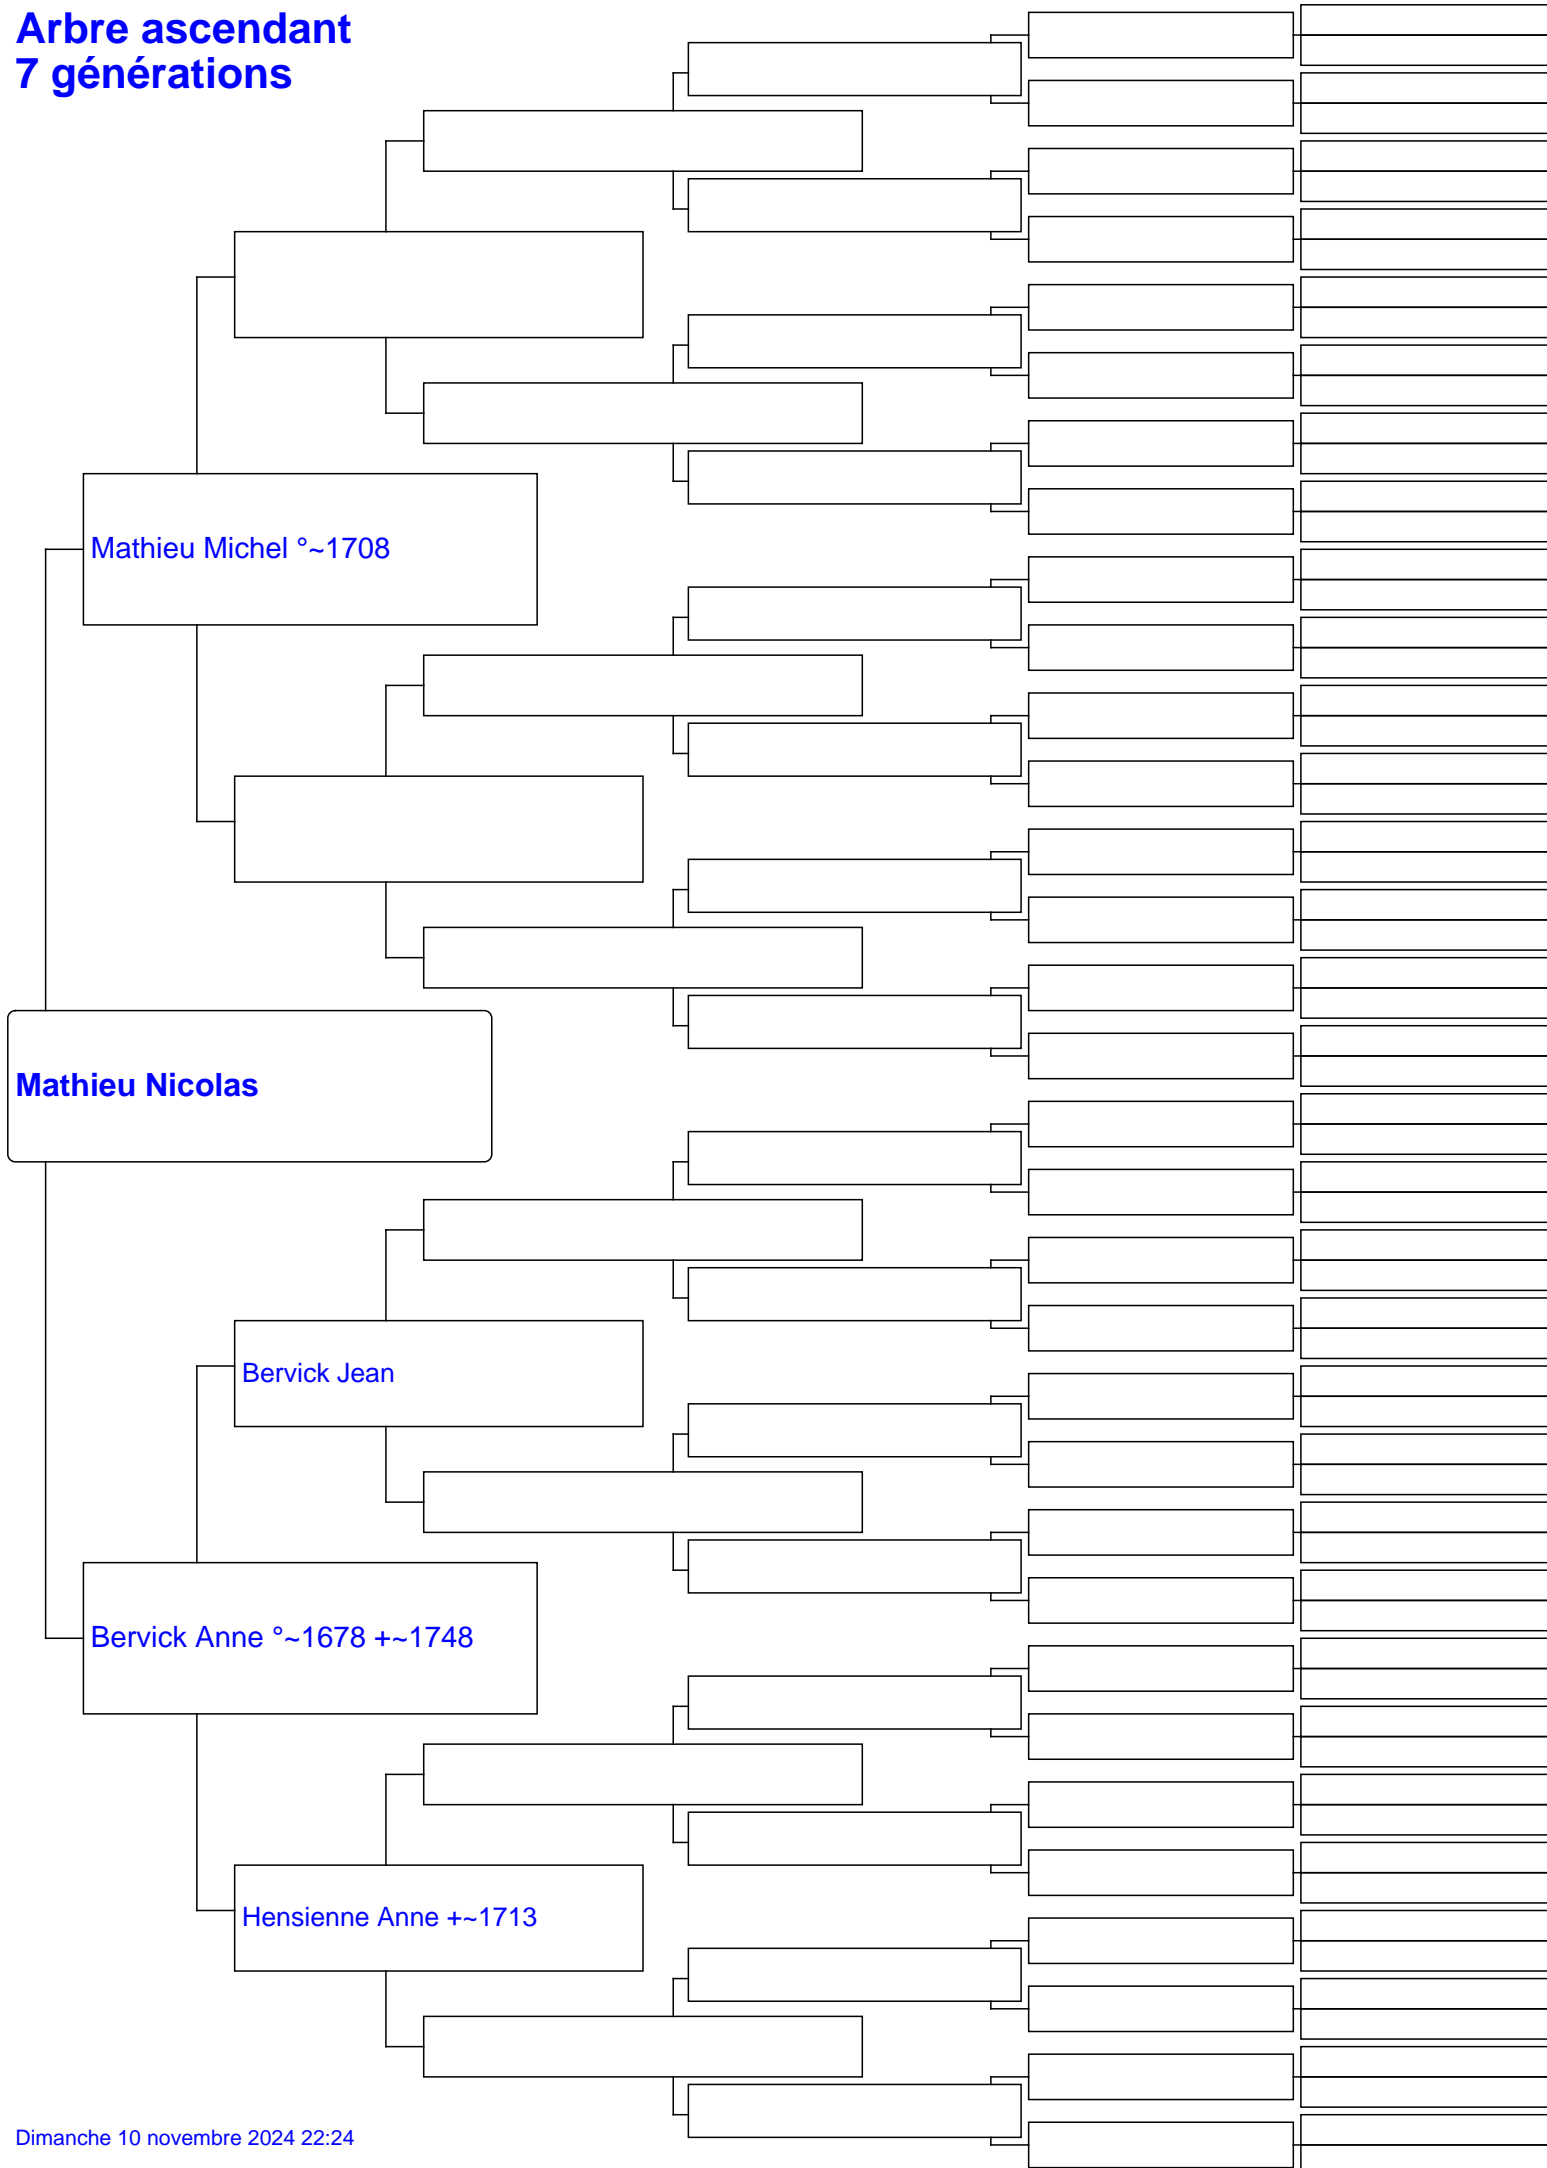 Arbre ascendant
7 générations
Mathieu Michel °~1708
Mathieu Nicolas
Bervick Jean
Bervick Anne °~1678 +~1748
Hensienne Anne +~1713
Dimanche 10 novembre 2024 22:24